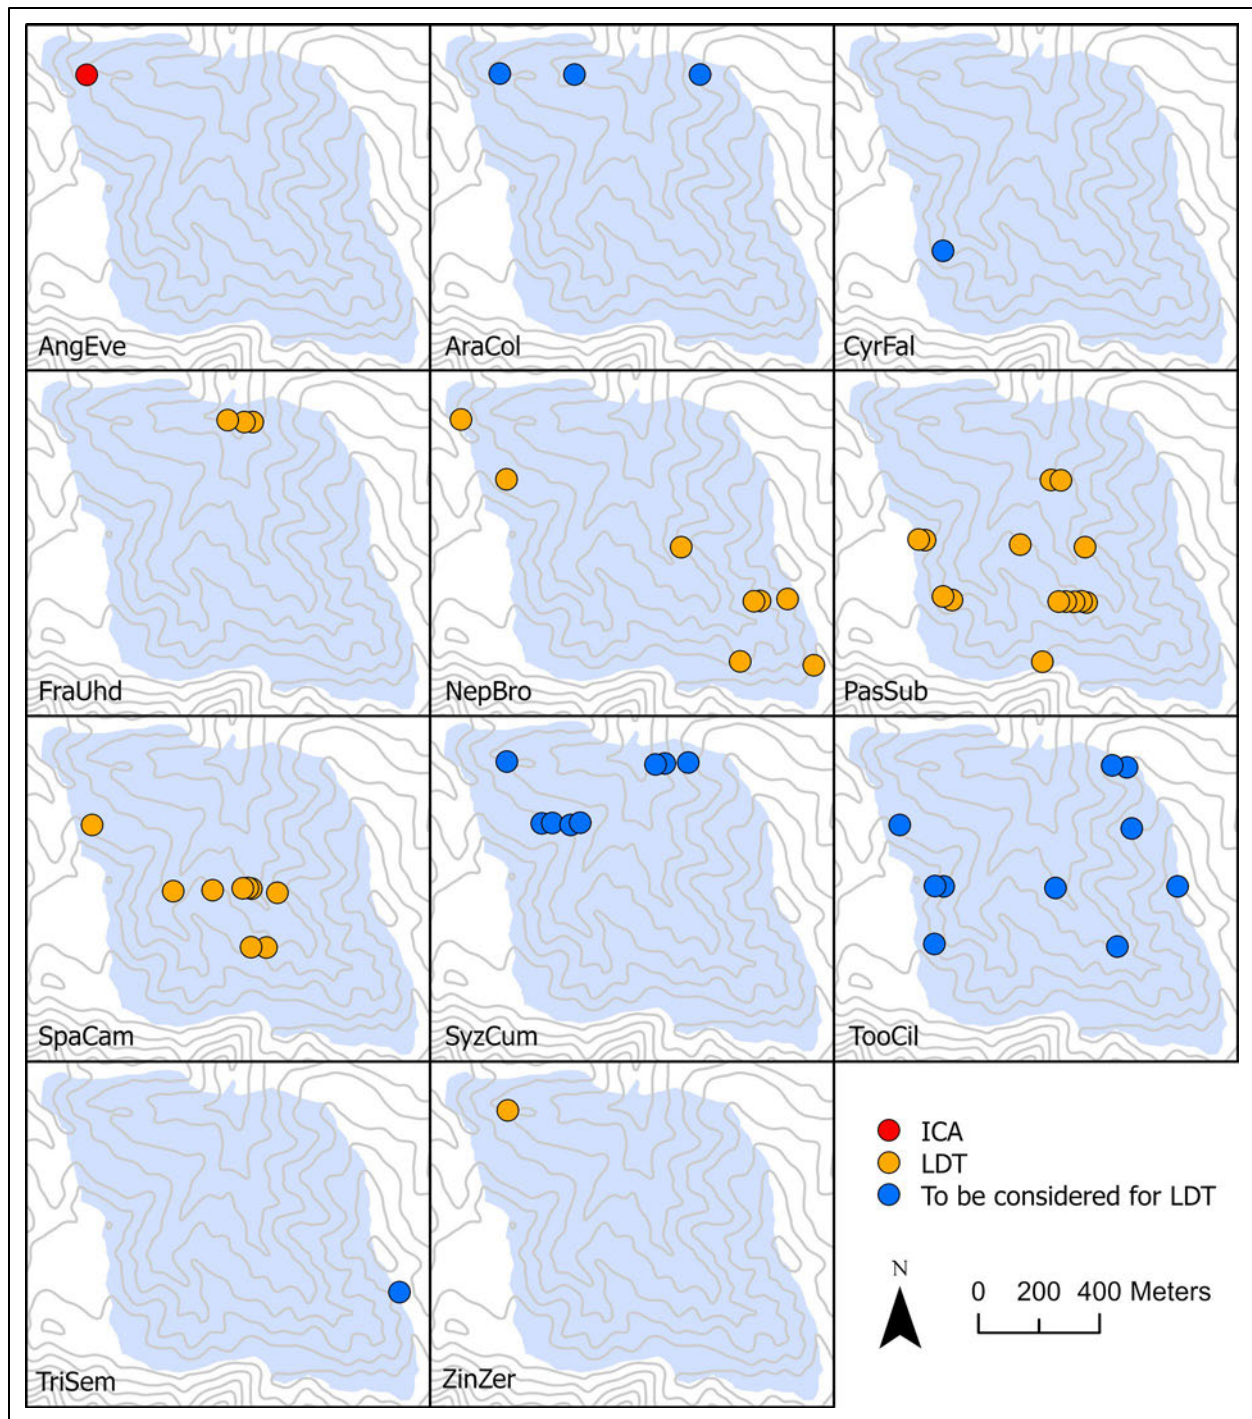 AngEve
AraCol
CyrFal
FraUhd
NepBro
PasSub
SpaCam
SyzCum
TooCil
TriSem
ZinZer
ICA
LDT
To be considered for LDT
N
0 200 400 Meters